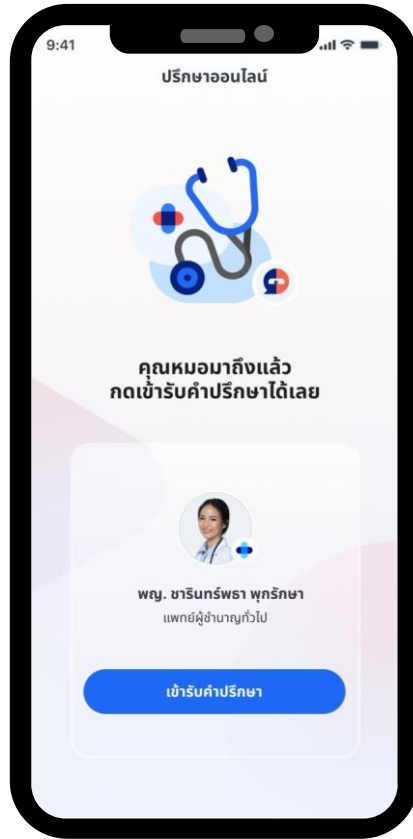 9:41
ปรึกษาออนไลน์
คุณหมอมาถึงแล้ว
กดเข้ารับคำปรึกษาได้เลย
พญ. ชารินทร์พธา พุกรักษา
แพทย์ผู้ชำนาญทั่วไป
เข้ารับคำปรึกษา